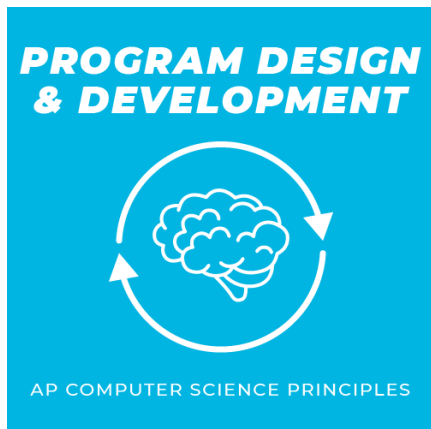 PROGRAM DESIGN
& DEVELOPMENT
AP COMPUTER SCIENCE PRINCIPLES